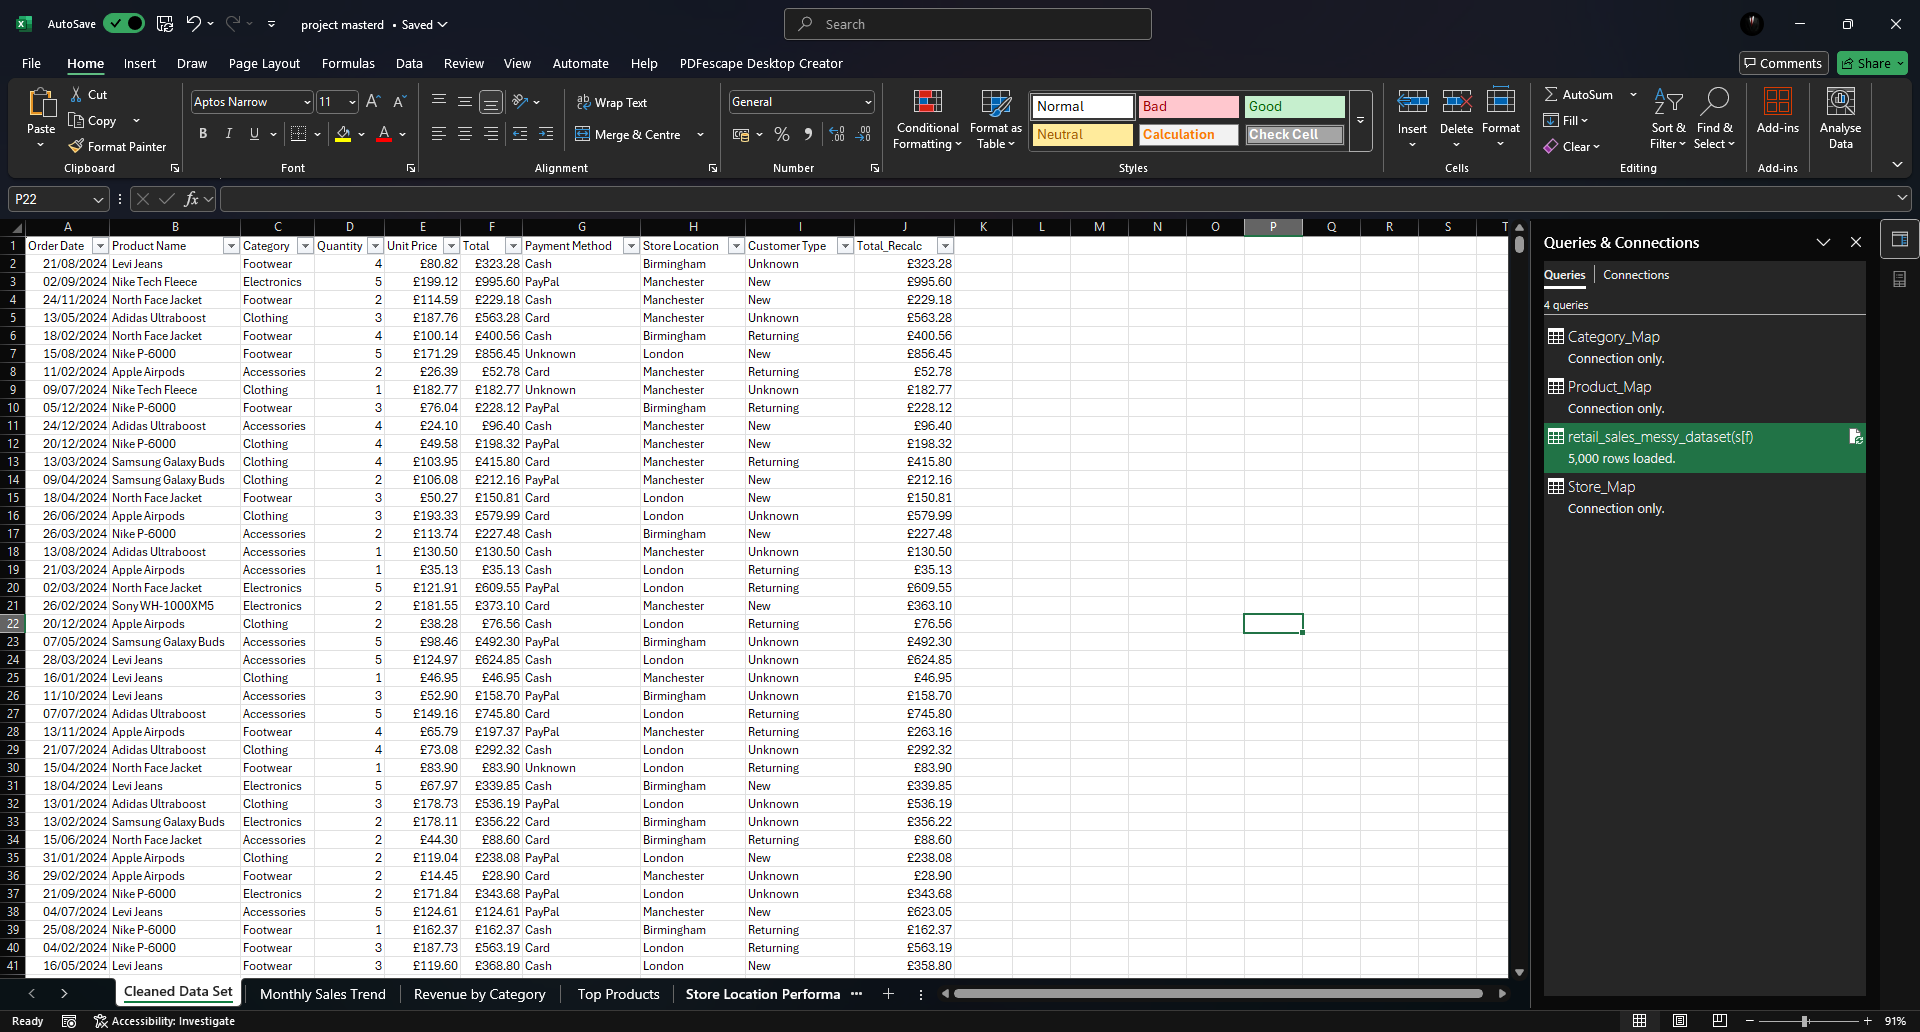 AutoSave project masterd • Saved Search
File Home Insert Draw Page Layout Formulas Data Review View Automate Help PDFescape Desktop Creator Comments Share
Paste Cut Copy Format Painter Clipboard
Aptos Narrow 11 B I U Font
Wrap Text Merge & Centre Alignment
General Number
Conditional Formatting Format as Table Normal Bad Good Neutral Calculation Check Cell Styles
Insert Delete Format Cells
AutoSum Fill Clear Sort & Filter Find & Select Editing
Add-ins Add-ins Analyse Data
P22 fx
A B C D E F G H I J K L M N O P Q R S T
1 Order Date Product Name Category Quantity Unit Price Total Payment Method Store Location Customer Type Total_Recalc
2 21/08/2024 Levi Jeans Footwear 4 £80.82 £323.28 Cash Birmingham Unknown £323.28
3 02/09/2024 Nike Tech Fleece Electronics 5 £199.12 £995.60 PayPal Manchester New £995.60
4 24/11/2024 North Face Jacket Footwear 2 £114.59 £229.18 Cash Manchester New £229.18
5 13/05/2024 Adidas Ultraboost Clothing 3 £187.76 £563.28 Card Manchester Unknown £563.28
6 18/02/2024 North Face Jacket Footwear 4 £100.14 £400.56 Cash Birmingham Returning £400.56
7 15/08/2024 Nike P-6000 Footwear 5 £171.29 £856.45 Unknown London New £856.45
8 11/02/2024 Apple Airpods Accessories 2 £26.39 £52.78 Card Manchester Returning £52.78
9 09/07/2024 Nike Tech Fleece Clothing 1 £182.77 £182.77 Unknown Manchester Unknown £182.77
10 05/12/2024 Nike P-6000 Footwear 3 £76.04 £228.12 PayPal Birmingham Returning £228.12
11 24/12/2024 Adidas Ultraboost Accessories 4 £24.10 £96.40 Cash Manchester New £96.40
12 20/12/2024 Nike P-6000 Clothing 4 £49.58 £198.32 PayPal Manchester New £198.32
13 13/03/2024 Samsung Galaxy Buds Clothing 4 £103.95 £415.80 Card Manchester Returning £415.80
14 09/04/2024 Samsung Galaxy Buds Clothing 2 £106.08 £212.16 PayPal Manchester New £212.16
15 18/04/2024 North Face Jacket Footwear 3 £50.27 £150.81 Card London New £150.81
16 26/06/2024 Apple Airpods Clothing 3 £193.33 £579.99 Card London Unknown £579.99
17 26/03/2024 Nike P-6000 Accessories 2 £113.74 £227.48 Cash Birmingham New £227.48
18 13/08/2024 Adidas Ultraboost Accessories 1 £130.50 £130.50 Cash Manchester Unknown £130.50
19 21/03/2024 Apple Airpods Accessories 1 £35.13 £35.13 Cash London Returning £35.13
20 02/03/2024 North Face Jacket Electronics 5 £121.91 £609.55 PayPal London Returning £609.55
21 26/02/2024 Sony WH-1000XM5 Electronics 2 £181.55 £373.10 Card Manchester New £363.10
22 20/12/2024 Apple Airpods Clothing 2 £38.28 £76.56 Cash London Returning £76.56
23 07/05/2024 Samsung Galaxy Buds Accessories 5 £98.46 £492.30 PayPal Birmingham Unknown £492.30
24 28/03/2024 Levi Jeans Accessories 5 £124.97 £624.85 Cash London Unknown £624.85
25 16/01/2024 Levi Jeans Clothing 1 £46.95 £46.95 Cash Manchester Unknown £46.95
26 11/10/2024 Levi Jeans Accessories 3 £52.90 £158.70 PayPal Birmingham Unknown £158.70
27 07/07/2024 Adidas Ultraboost Accessories 5 £149.16 £745.80 Card London Returning £745.80
28 13/11/2024 Apple Airpods Footwear 4 £65.79 £197.37 PayPal Manchester Returning £263.16
29 21/07/2024 Adidas Ultraboost Clothing 4 £73.08 £292.32 Cash London Unknown £292.32
30 15/04/2024 North Face Jacket Footwear 1 £83.90 £83.90 Unknown London Returning £83.90
31 18/04/2024 Levi Jeans Electronics 5 £67.97 £339.85 Cash Birmingham New £339.85
32 13/01/2024 Adidas Ultraboost Clothing 3 £178.73 £536.19 PayPal London Unknown £536.19
33 13/02/2024 Samsung Galaxy Buds Electronics 2 £178.11 £356.22 Card Birmingham Unknown £356.22
34 15/06/2024 North Face Jacket Accessories 2 £44.30 £88.60 Card Birmingham Returning £88.60
35 31/01/2024 Apple Airpods Clothing 2 £119.04 £238.08 PayPal London New £238.08
36 29/02/2024 Apple Airpods Footwear 2 £14.45 £28.90 Card Manchester Unknown £28.90
37 21/09/2024 Nike P-6000 Electronics 2 £171.84 £343.68 PayPal London Unknown £343.68
38 04/07/2024 Levi Jeans Accessories 5 £124.61 £124.61 PayPal Manchester New £623.05
39 25/08/2024 Nike P-6000 Footwear 1 £162.37 £162.37 Cash Birmingham Returning £162.37
40 04/02/2024 Nike P-6000 Footwear 3 £187.73 £563.19 Card London Returning £563.19
41 16/05/2024 Levi Jeans Footwear 3 £119.60 £368.80 Cash London New £358.80
Queries & Connections
Queries Connections
4 queries
Category_Map
Connection only.
Product_Map
Connection only.
retail_sales_messy_dataset(s[f)
5,000 rows loaded.
Store_Map
Connection only.
Cleaned Data Set Monthly Sales Trend Revenue by Category Top Products Store Location Performa ···
Ready Accessibility: Investigate 91%